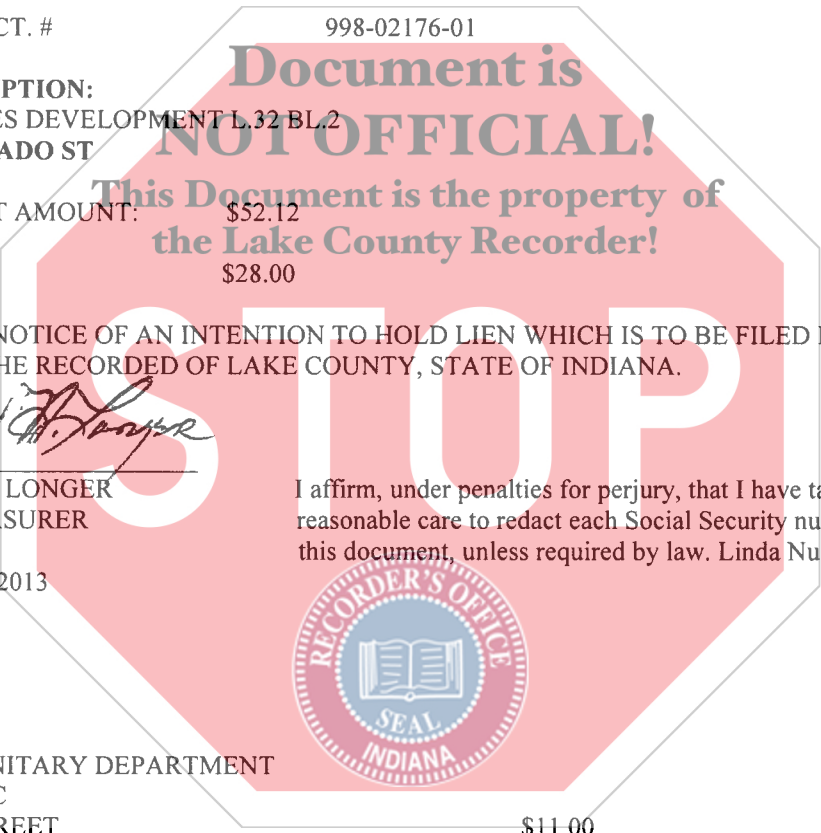 CT. # 998-02176-01
Document is
PTION:
ES DEVELOPMENT L.32 BL.2
NOT OFFICIAL!
ADO ST
This Document is the property of
T AMOUNT: $52.12
the Lake County Recorder!
$28.00
STOP
NOTICE OF AN INTENTION TO HOLD LIEN WHICH IS TO BE FILED
HE RECORDED OF LAKE COUNTY, STATE OF INDIANA.
LONGER
SURER
I affirm, under penalties for perjury, that I have ta
reasonable care to redact each Social Security nu
this document, unless required by law. Linda Nu
2013
RECORDER'S OFFICE
SEAL
INDIANA
NITARY DEPARTMENT
C
REET $11.00